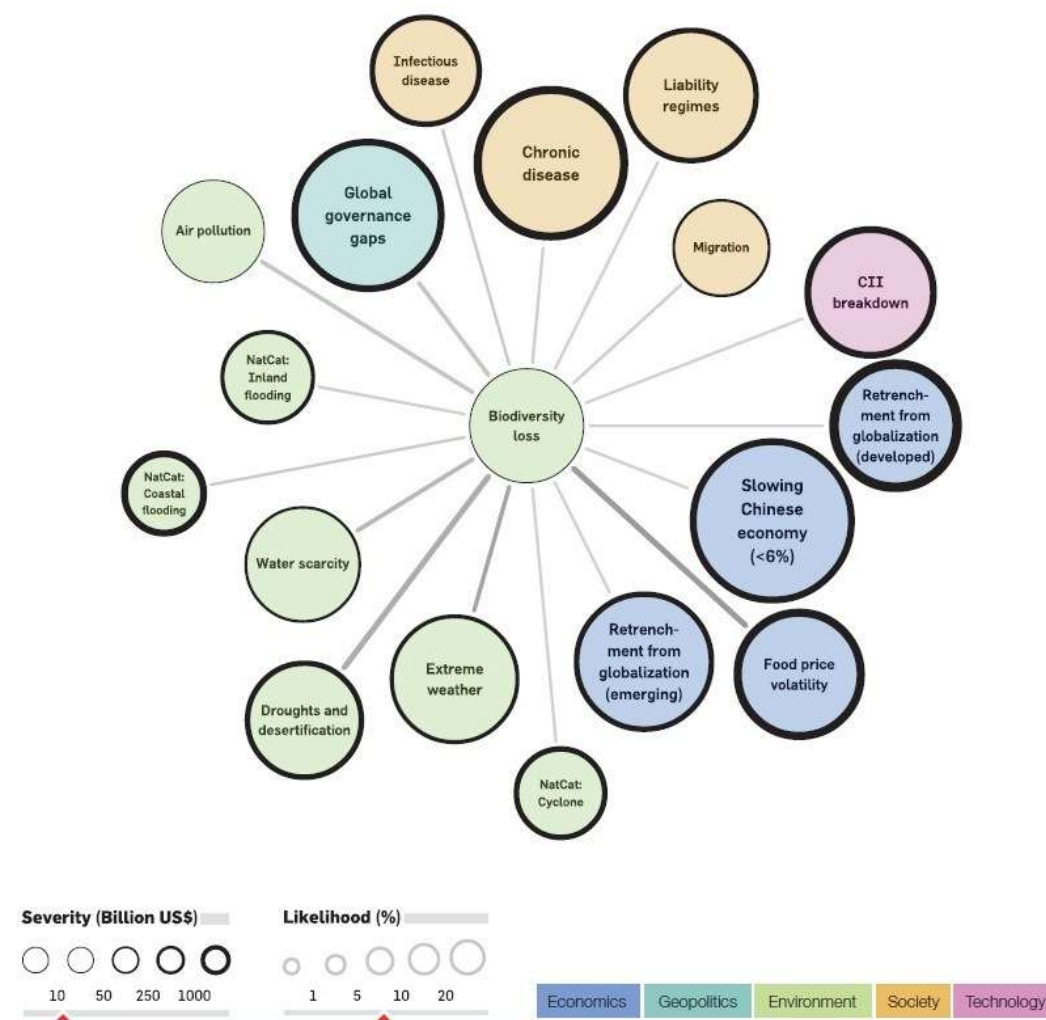 Infectious
disease
Liability
regimes
Chronic
disease
Global
governance
gaps
Air pollution
Migration
CII
breakdown
NatCat:
Inland
flooding
Retrench-
ment from
globalization
(developed)
Biodiversity
loss
NatCat:
Coastal
flooding
Slowing
Chinese
economy
(<6%)
Water scarcity
Retrench-
ment from
globalization
(emerging)
Food price
volatility
Extreme
weather
Droughts and
desertification
NatCat:
Cyclone
Severity (Billion US$)
10 50 250 1000
Likelihood (%)
1 5 10 20
Economics Geopolitics Environment Society Technology